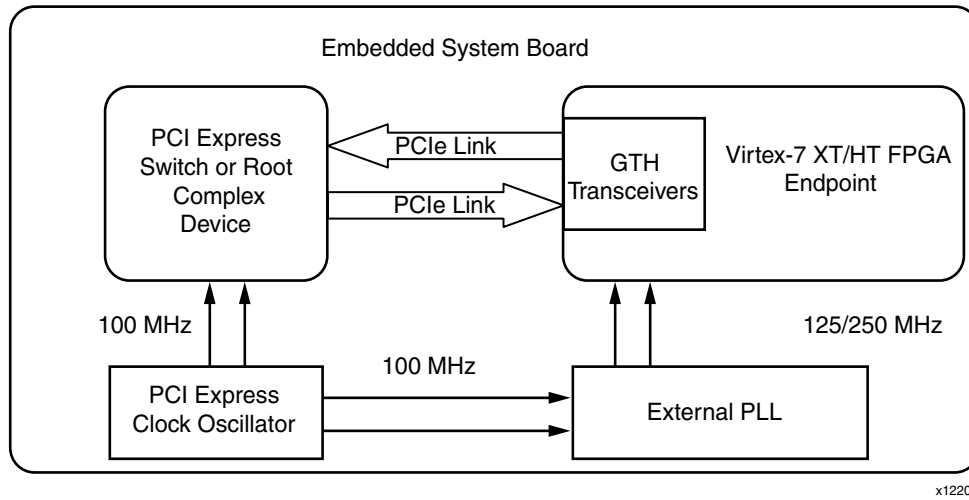 Embedded System Board
PCI Express
Switch or Root
Complex
Device
PCIe Link
PCIe Link
GTH
Transceivers
Virtex-7 XT/HT FPGA
Endpoint
100 MHz
125/250 MHz
100 MHz
PCI Express
Clock Oscillator
External PLL
x1220